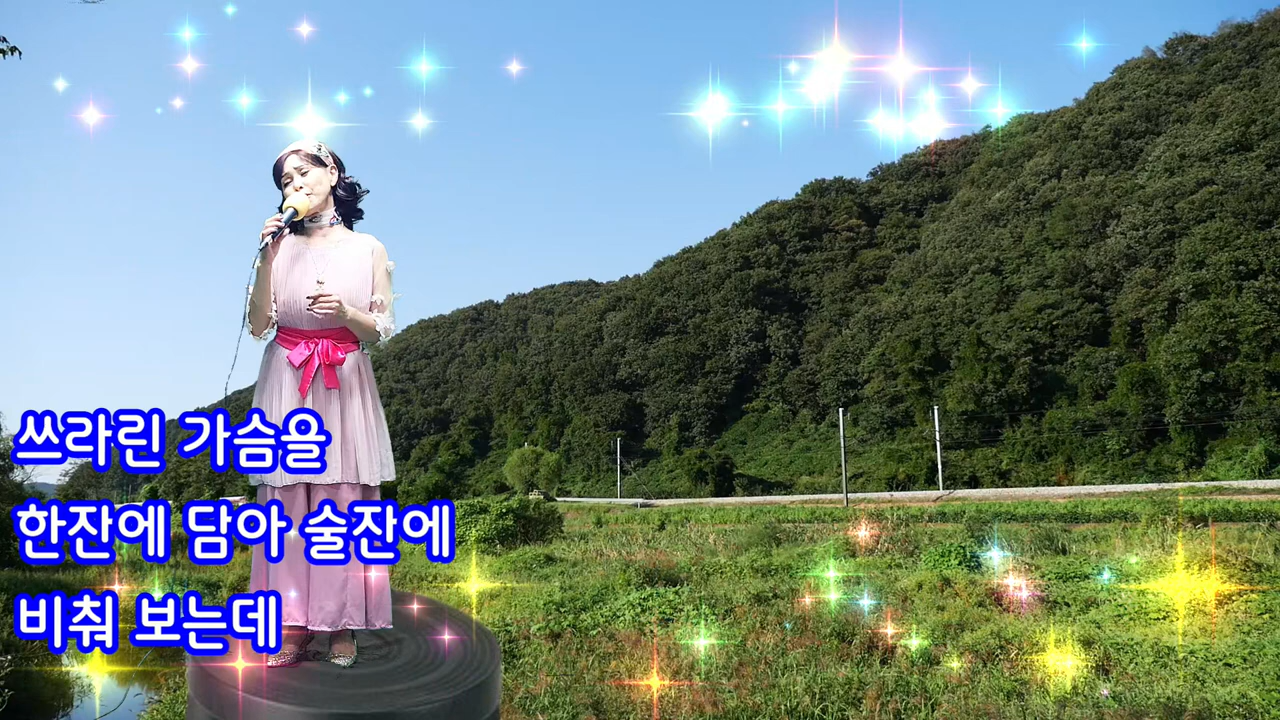 쓰라린 가슴을
한잔에 담아 술잔에
비춰 보는데